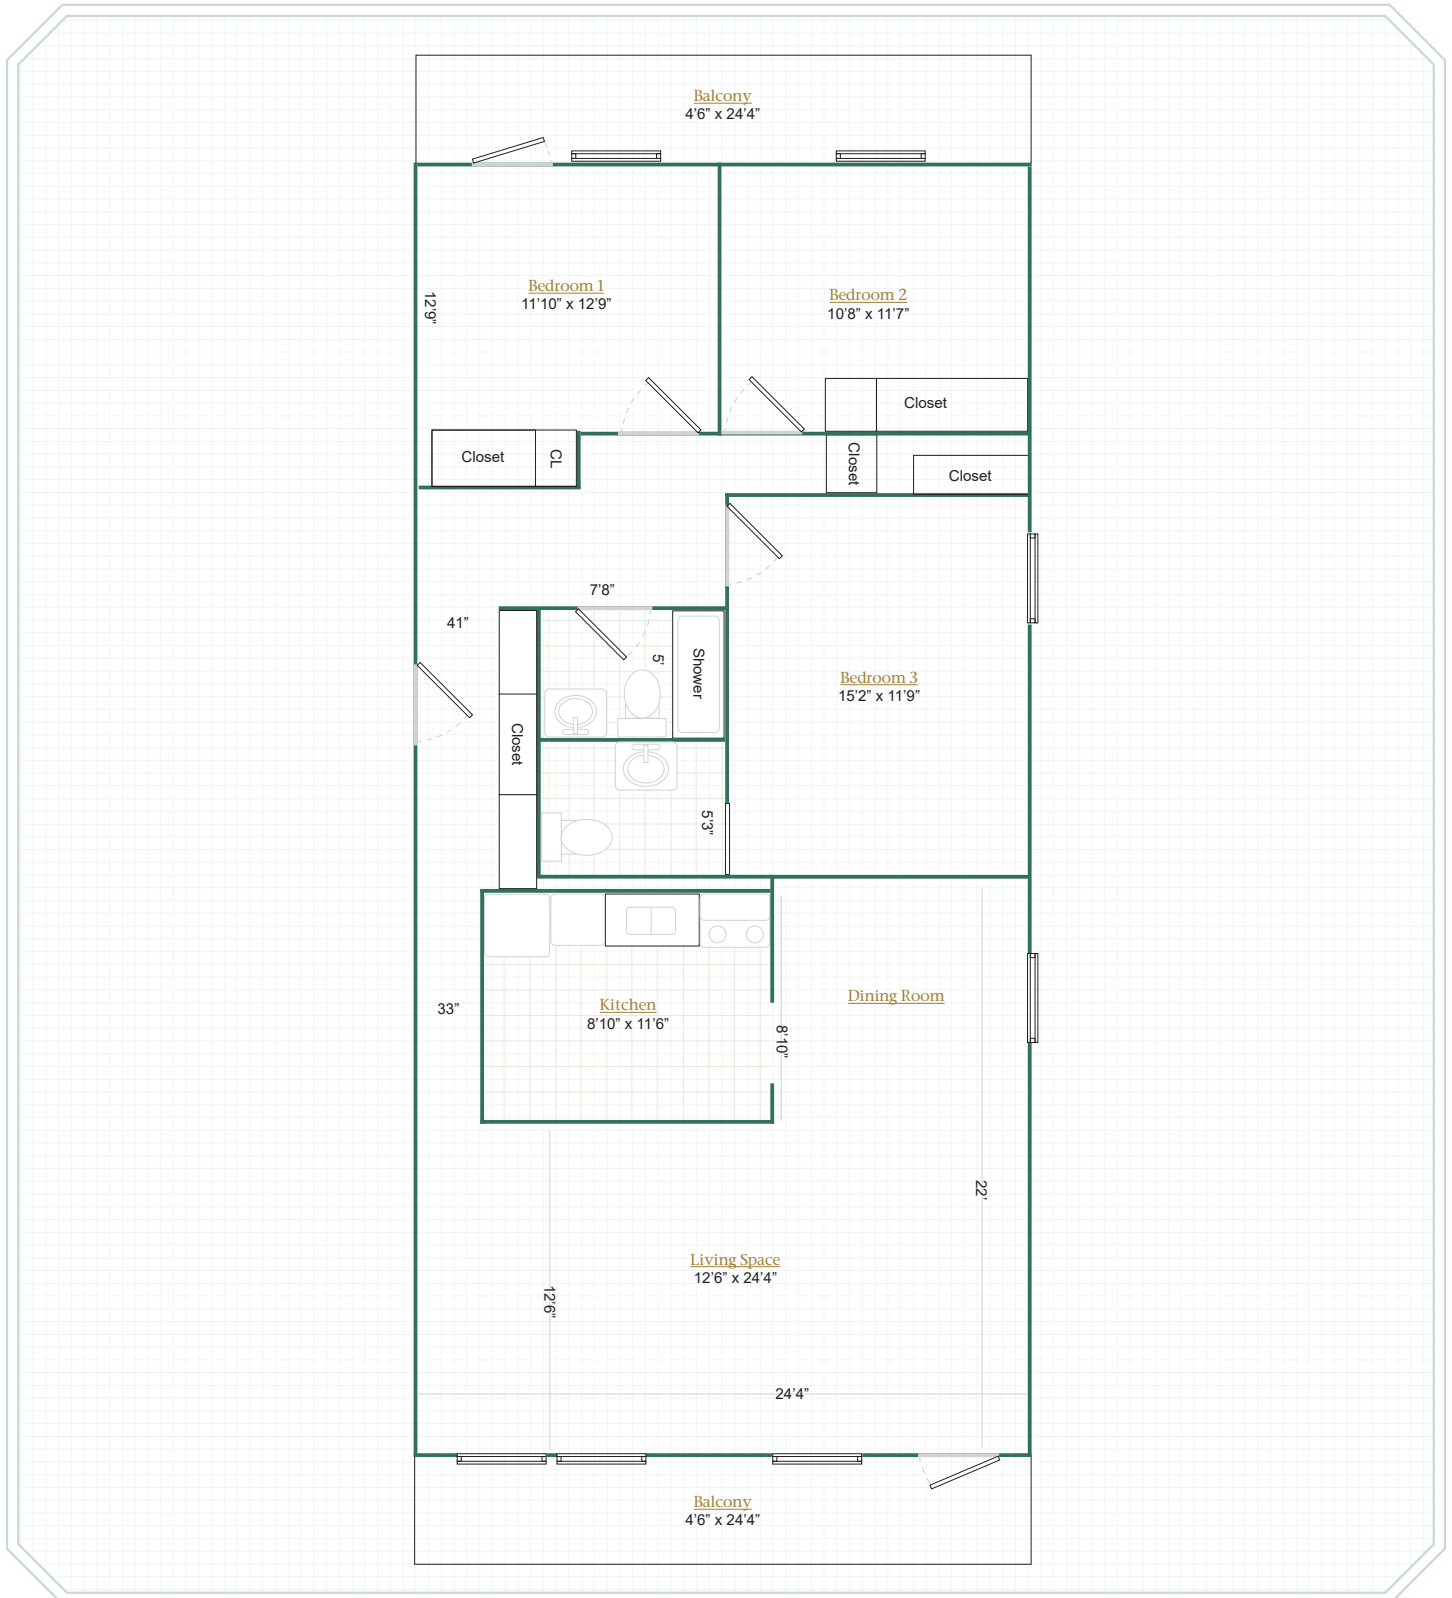 Balcony
4’6” x 24’4”
Bedroom 1
11’10” x 12’9”
12’9”
Bedroom 2
10’8” x 11’7”
Closet
Closet
CL
Closet
Closet
7’8”
41”
5’
Shower
Bedroom 3
15’2” x 11’9”
Closet
5’3”
Kitchen
8’10” x 11’6”
33”
8’10”
Dining Room
22’
Living Space
12’6” x 24’4”
12’6”
24’4”
Balcony
4’6” x 24’4”